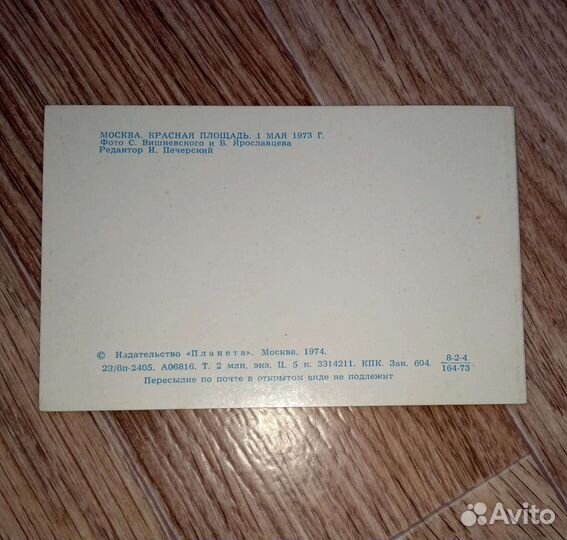 МОСКВА. КРАСНАЯ ПЛОЩАДЬ. 1 МАЯ 1973 Г.
Фото С. Вишневского и Б. Ярославцева
Редактор И. Печерский
© Издательство «Планета». Москва, 1974.
23/8п-2405. А06816. Т. 2 млн. экз. Ц. 5 к. 3314211. КПК. Зак. 604.
8-2-4
164-73
Пересылке по почте в открытом виде не подлежит
Avito